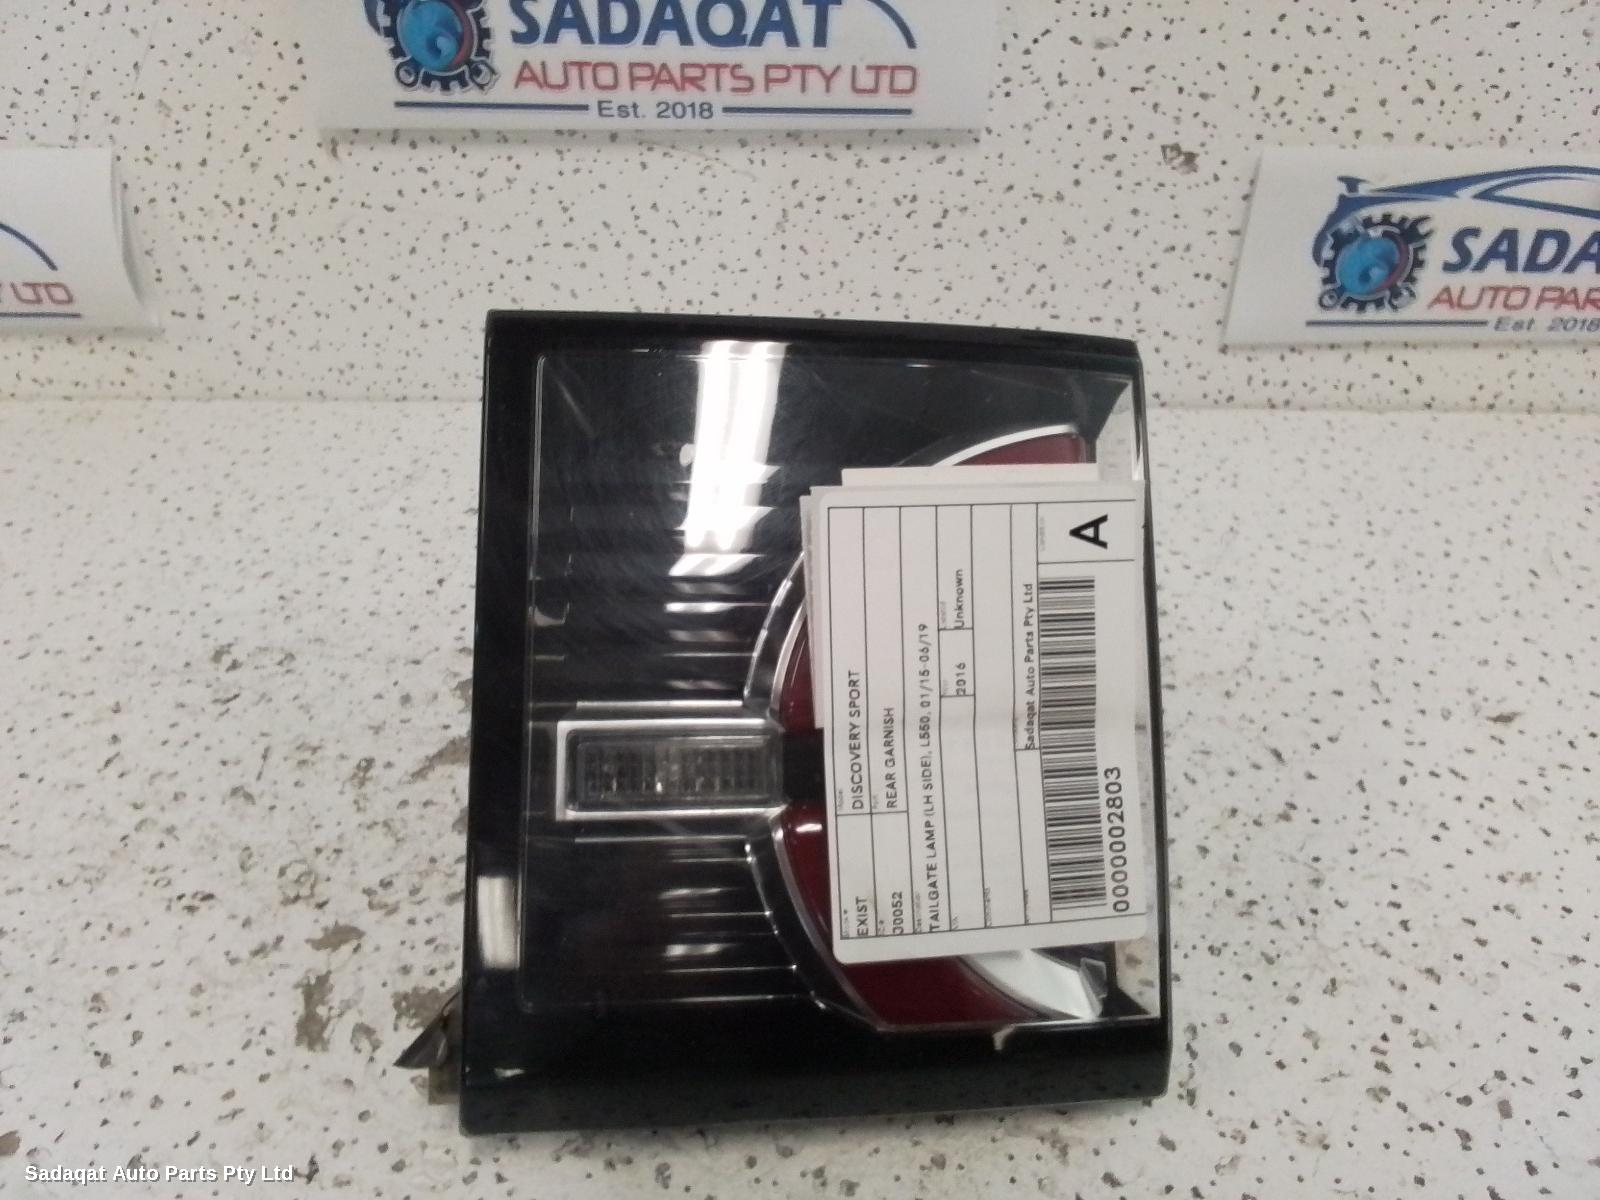 SADAQAT
AUTO PARTS PTY LTD
Est. 2018
Y LTD
SADA
AUTO PAR
Est. 2018
EXIST
DISCOVERY SPORT
30052
REAR GARNISH
TAILGATE LAMP (LH SIDE), L550, 01/15-06/19
2016
Unknown
Sadaqat Auto Parts Pty Ltd
A
0000002803
Sadaqat Auto Parts Pty Ltd